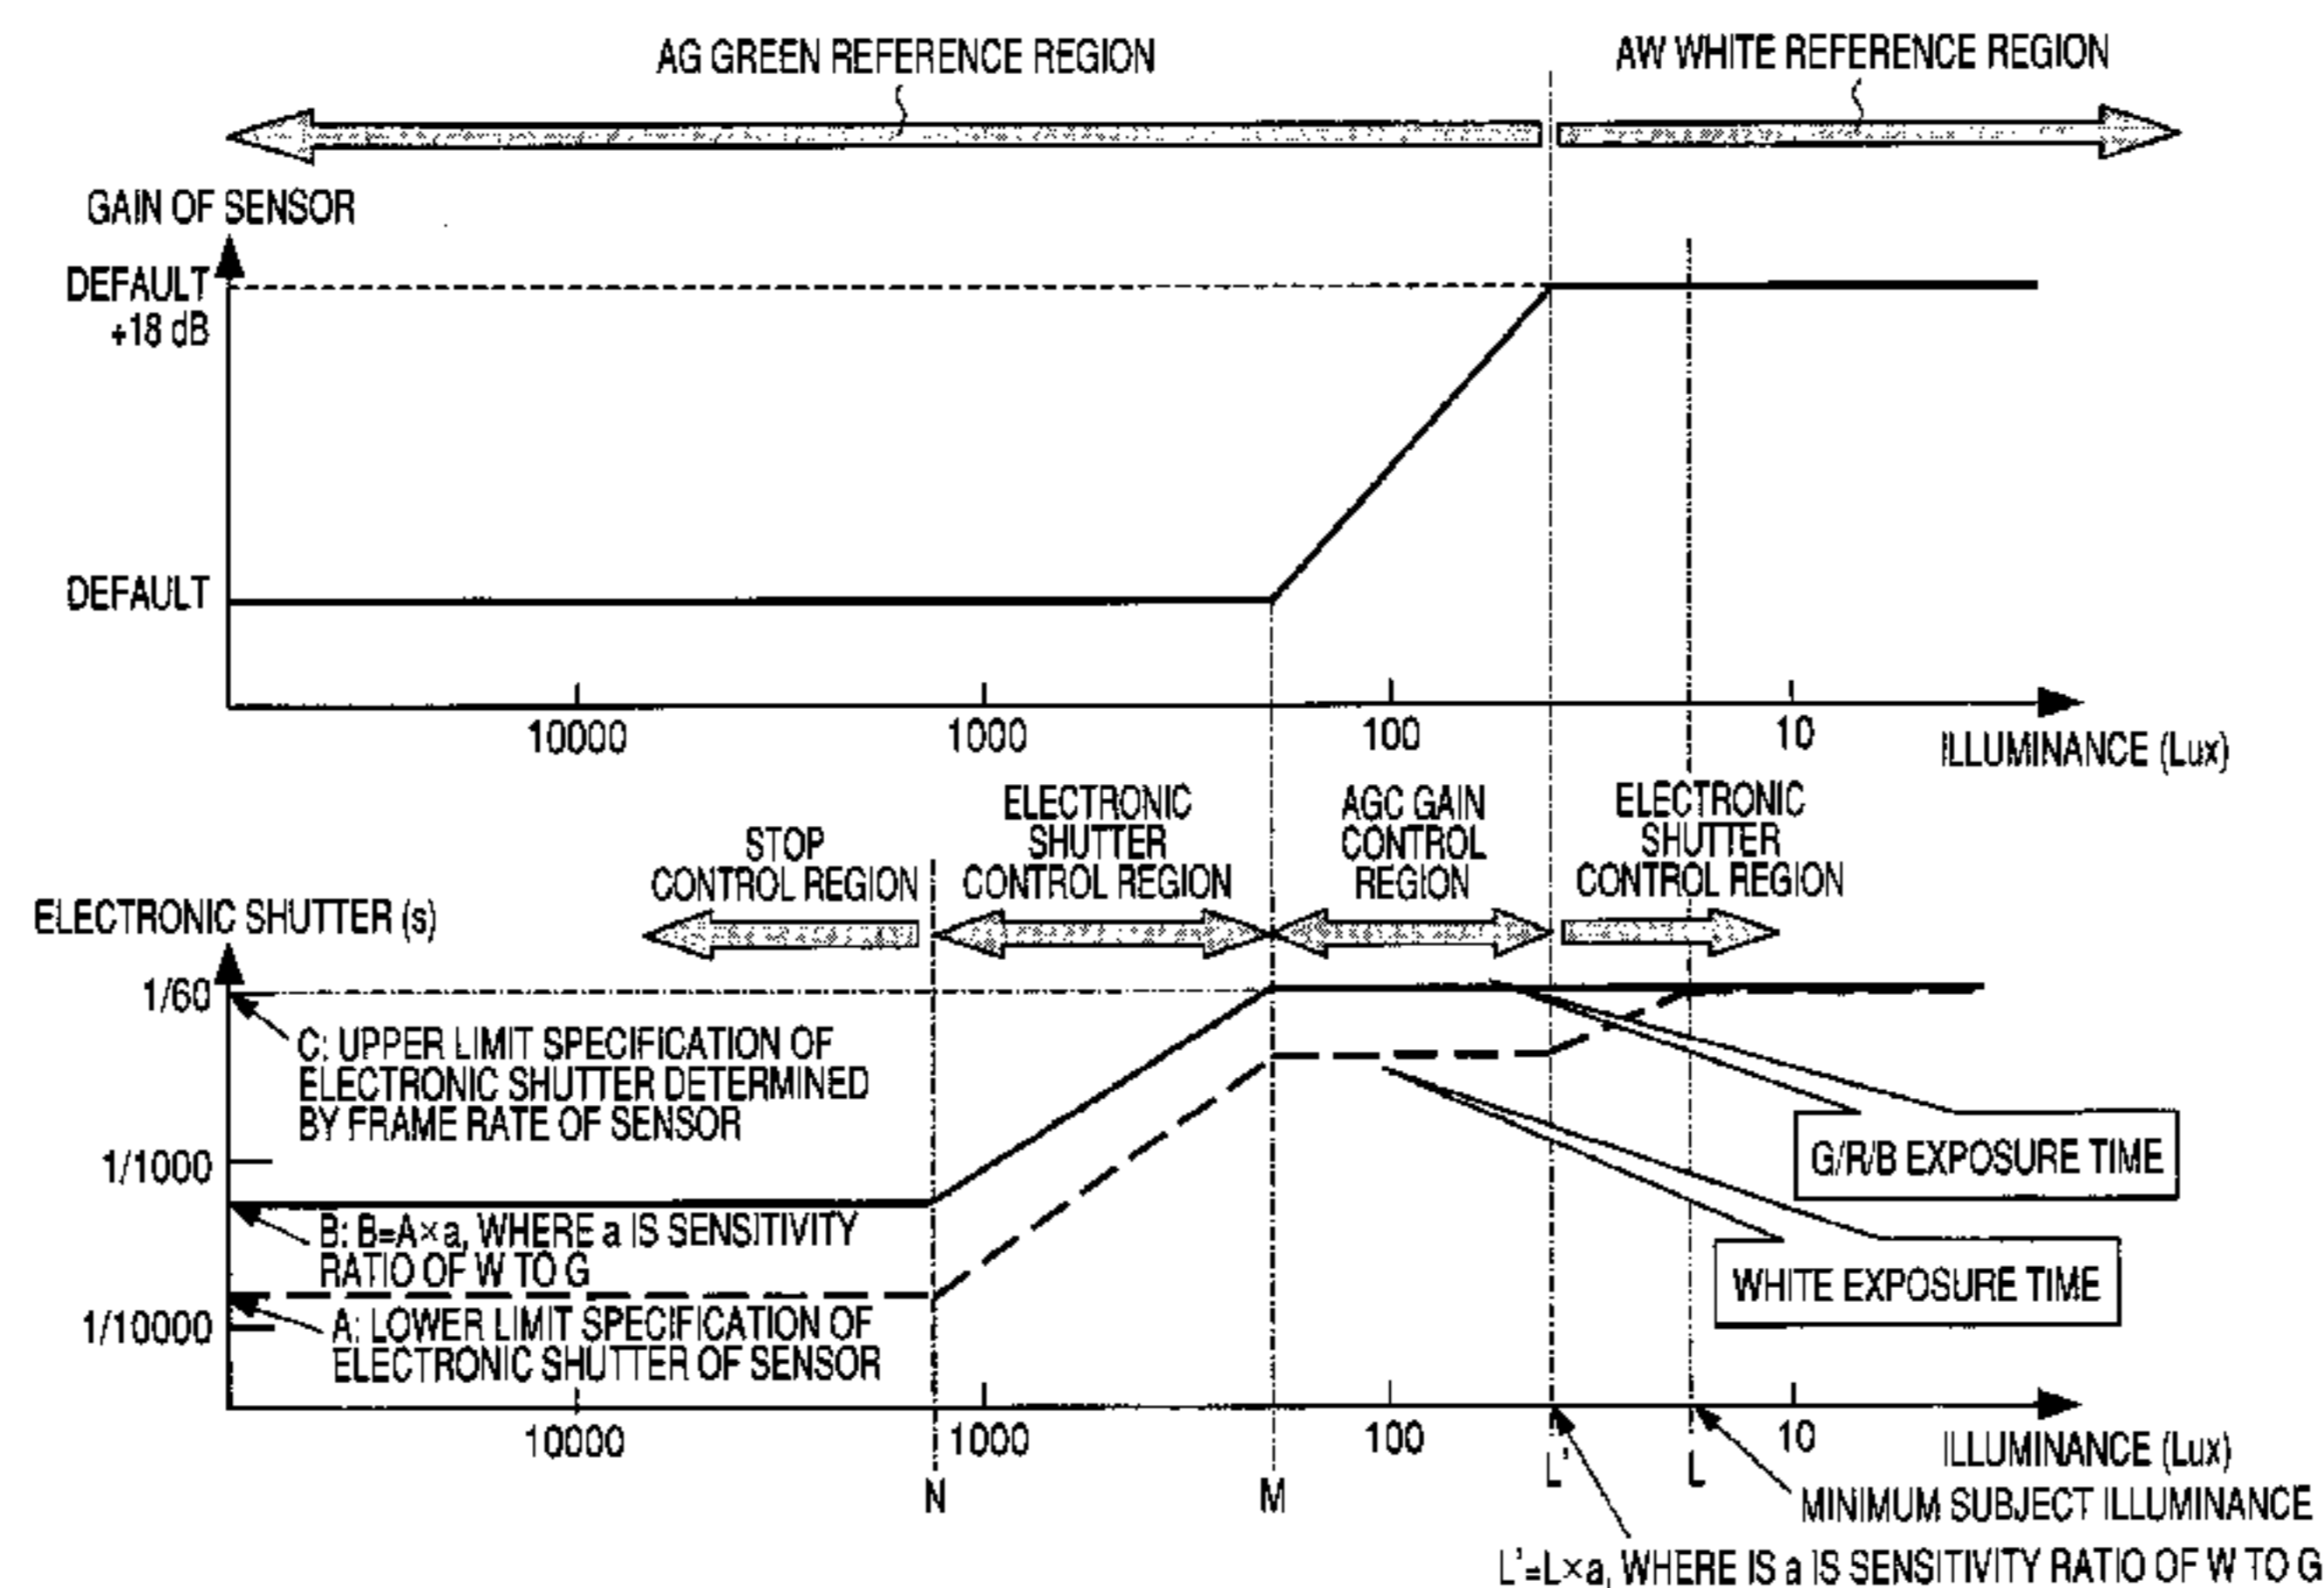 AG GREEN REFERENCE REGION
AW WHITE REFERENCE REGION
GAIN OF SENSOR
DEFAULT
+18 dB
DEFAULT
10000
1000
100
10
ILLUMINANCE (Lux)
STOP
CONTROL REGION
ELECTRONIC
SHUTTER
CONTROL REGION
AGC GAIN
CONTROL
REGION
ELECTRONIC
SHUTTER
CONTROL REGION
ELECTRONIC SHUTTER (s)
1/60
C: UPPER LIMIT SPECIFICATION OF
ELECTRONIC SHUTTER DETERMINED
BY FRAME RATE OF SENSOR
1/1000
G/R/B EXPOSURE TIME
B: B=A×a, WHERE a IS SENSITIVITY
RATIO OF W TO G
WHITE EXPOSURE TIME
1/10000
A: LOWER LIMIT SPECIFICATION OF
ELECTRONIC SHUTTER OF SENSOR
10000
1000
100
10
ILLUMINANCE (Lux)
N
M
L'
L
MINIMUM SUBJECT ILLUMINANCE
L'=L×a, WHERE IS a IS SENSITIVITY RATIO OF W TO G